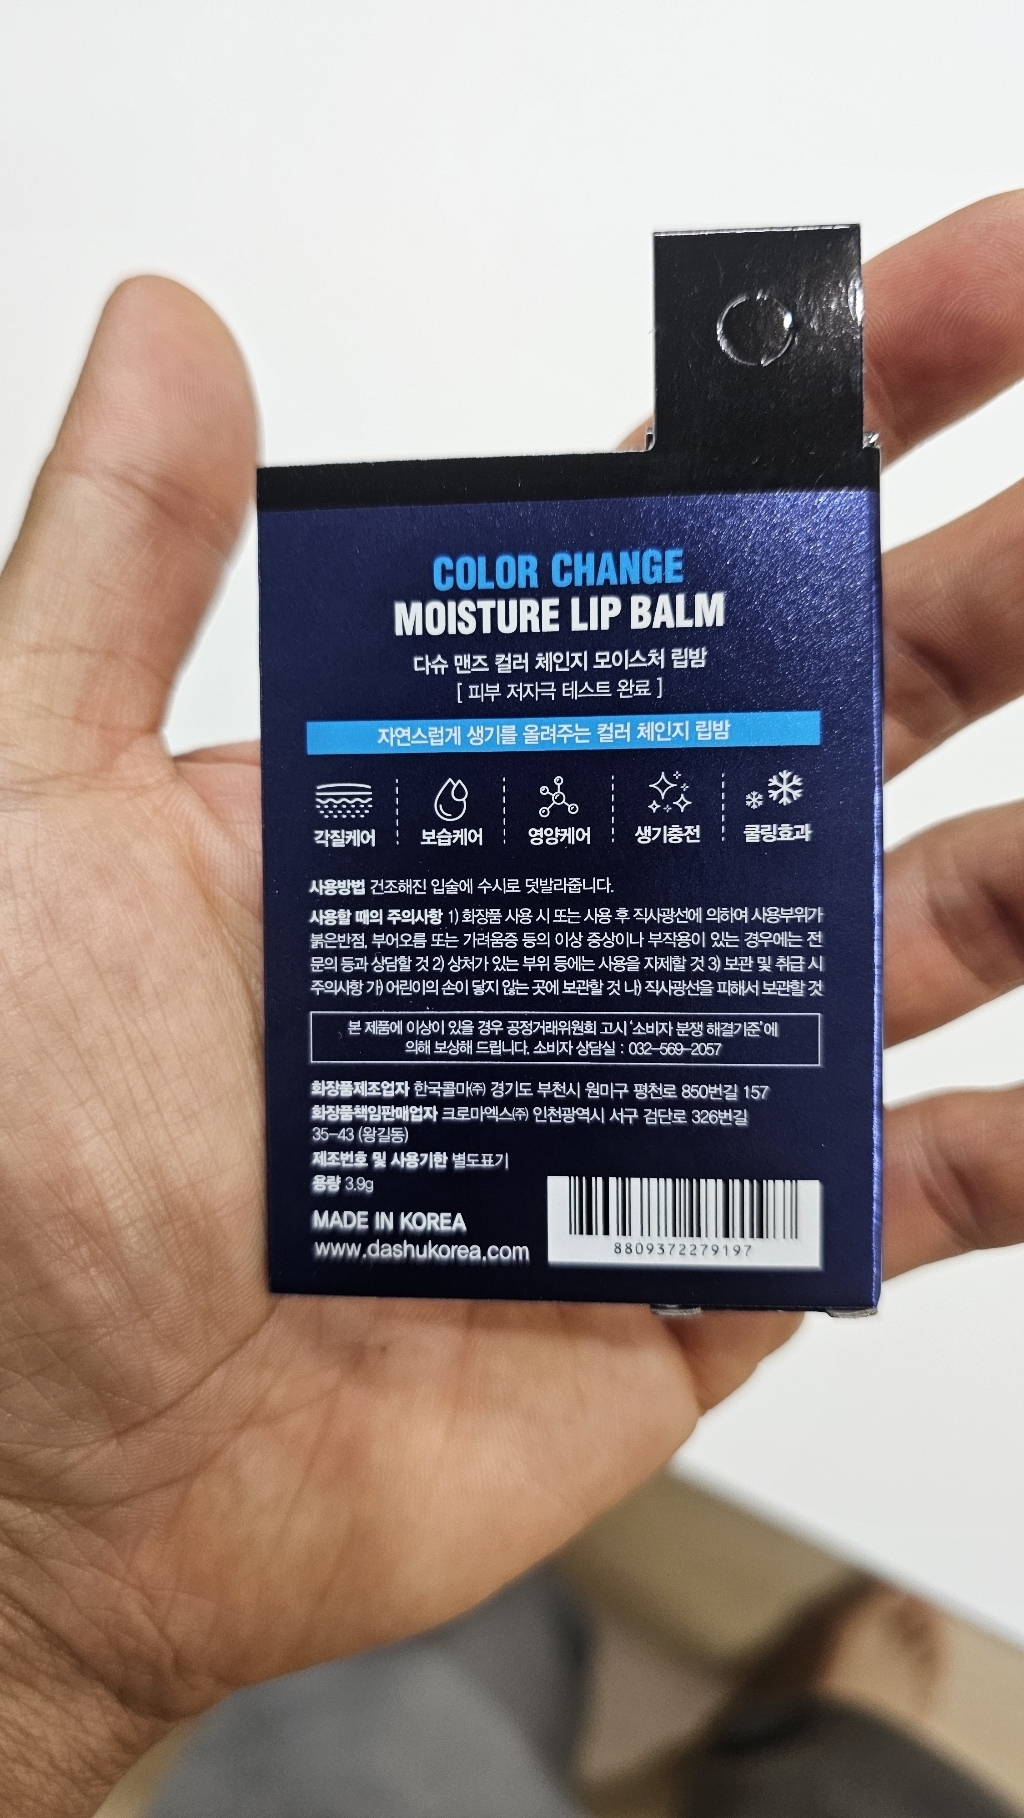 COLOR CHANGE
MOISTURE LIP BALM
다슈 맨즈 컬러 체인지 모이스처 립밤
[ 피부 저자극 테스트 완료 ]
자연스럽게 생기를 올려주는 컬러 체인지 립밤
각질케어 보습케어 영양케어 생기충전 쿨링효과
사용방법 건조해진 입술에 수시로 덧발라줍니다.
사용할 때의 주의사항 1) 화장품 사용 시 또는 사용 후 직사광선에 의하여 사용부위가
붉은반점, 부어오름 또는 가려움증 등의 이상 증상이나 부작용이 있는 경우에는 전
문의 등과 상담할 것 2) 상처가 있는 부위 등에는 사용을 자제할 것 3) 보관 및 취급 시
주의사항 가) 어린이의 손이 닿지 않는 곳에 보관할 것 나) 직사광선을 피해서 보관할 것
본 제품에 이상이 있을 경우 공정거래위원회 고시 '소비자 분쟁 해결기준'에
의해 보상해 드립니다. 소비자 상담실 : 032-569-2057
화장품제조업자 한국콜마㈜ 경기도 부천시 원미구 평천로 850번길 157
화장품책임판매업자 크로마엑스㈜ 인천광역시 서구 검단로 326번길
35-43 (왕길동)
제조번호 및 사용기한 별도표기
용량 3.9g
MADE IN KOREA
www.dashukorea.com
8809372279197